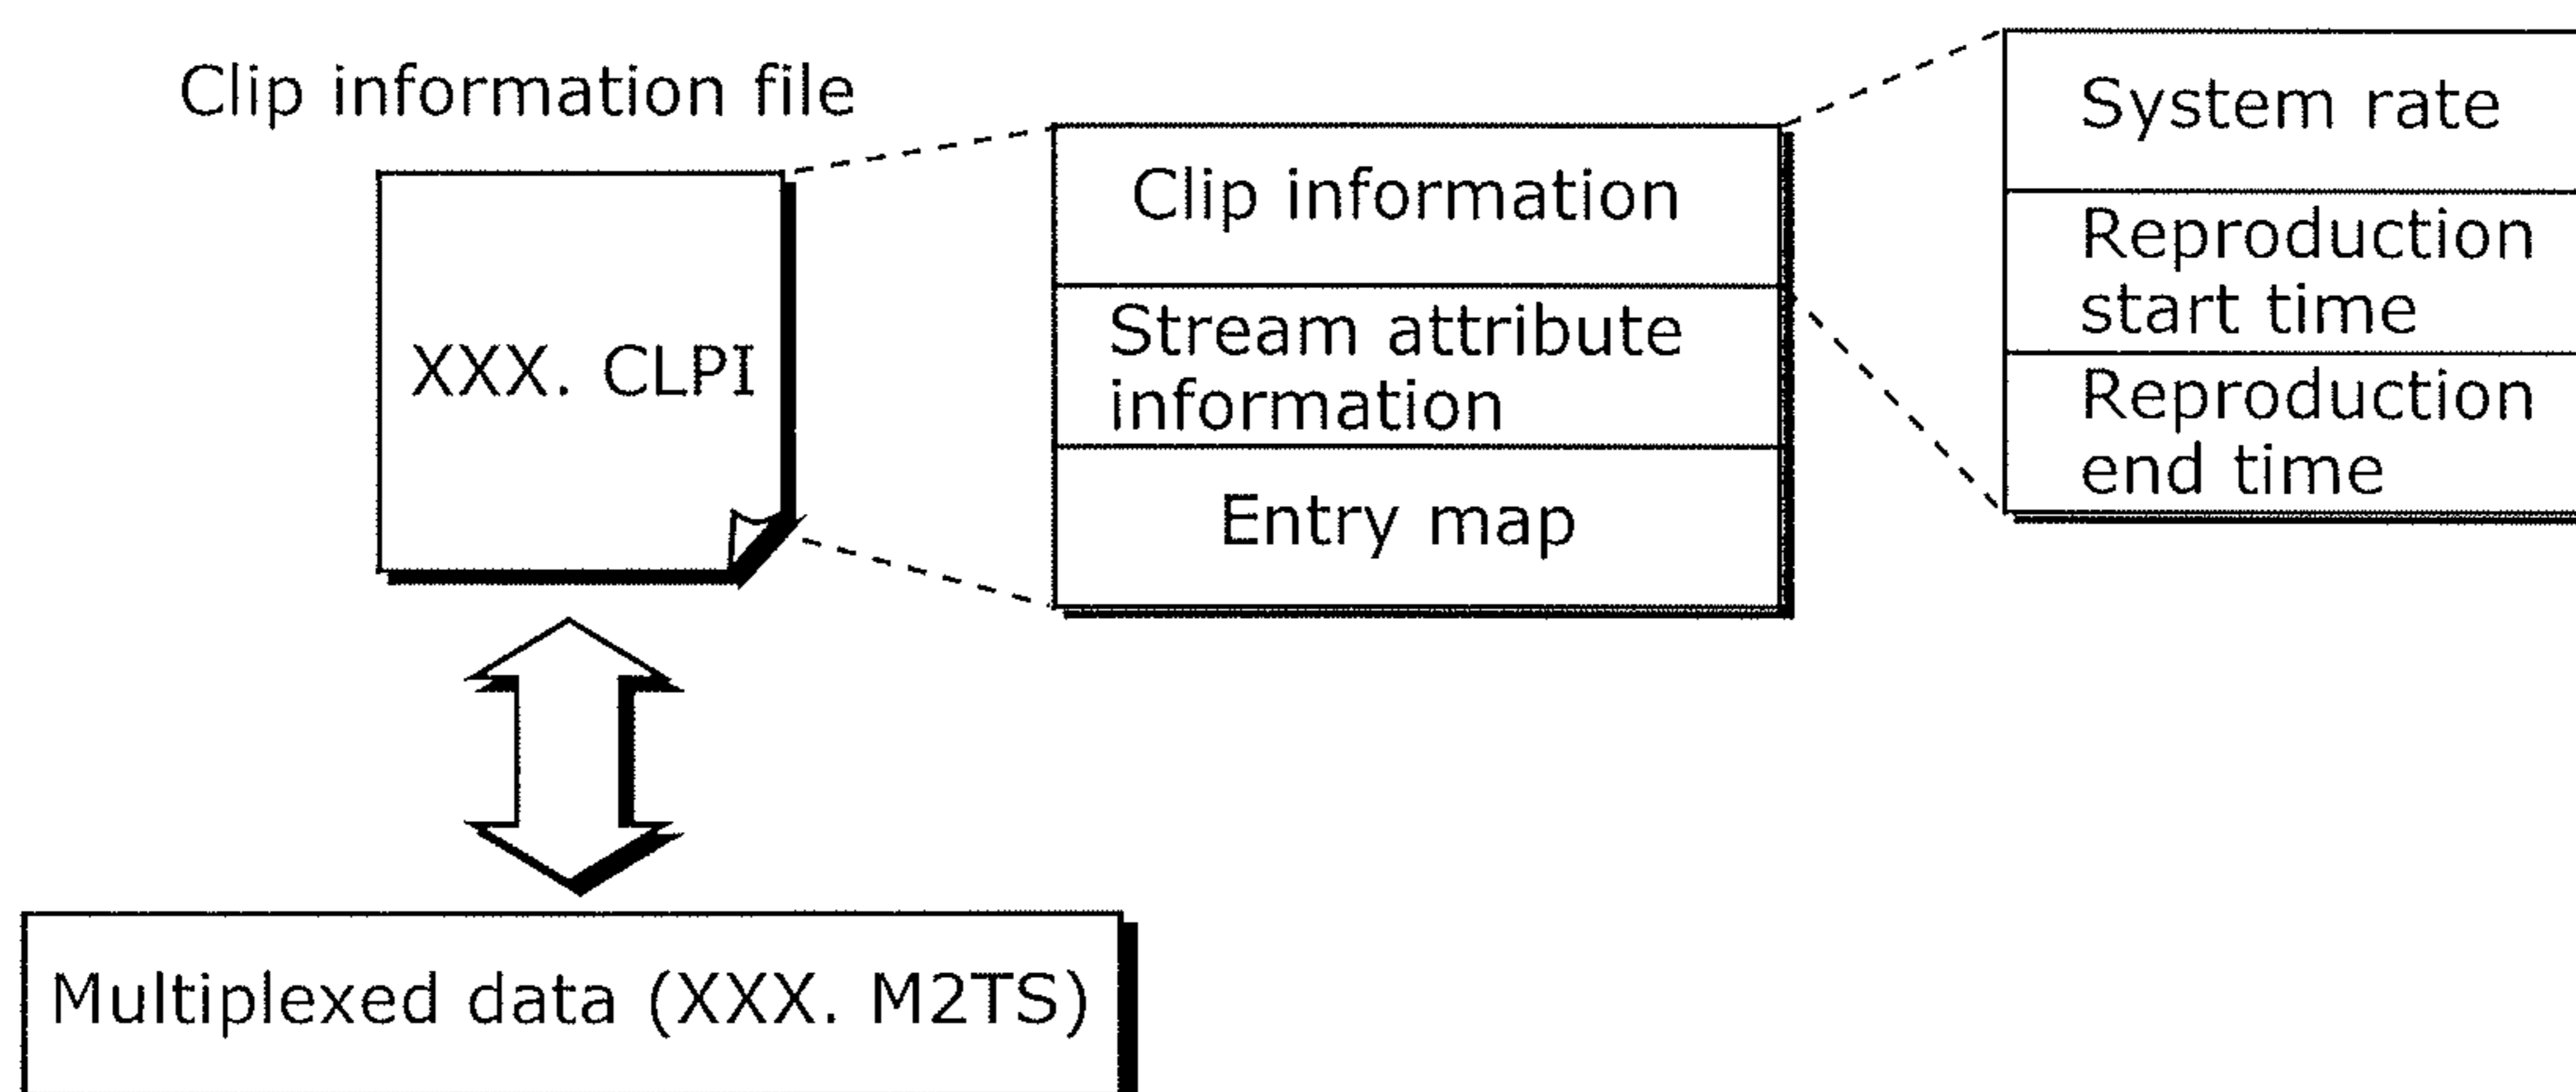 Clip information file
XXX. CLPI
Clip information
Stream attribute
information
Entry map
System rate
Reproduction
start time
Reproduction
end time
Multiplexed data (XXX. M2TS)